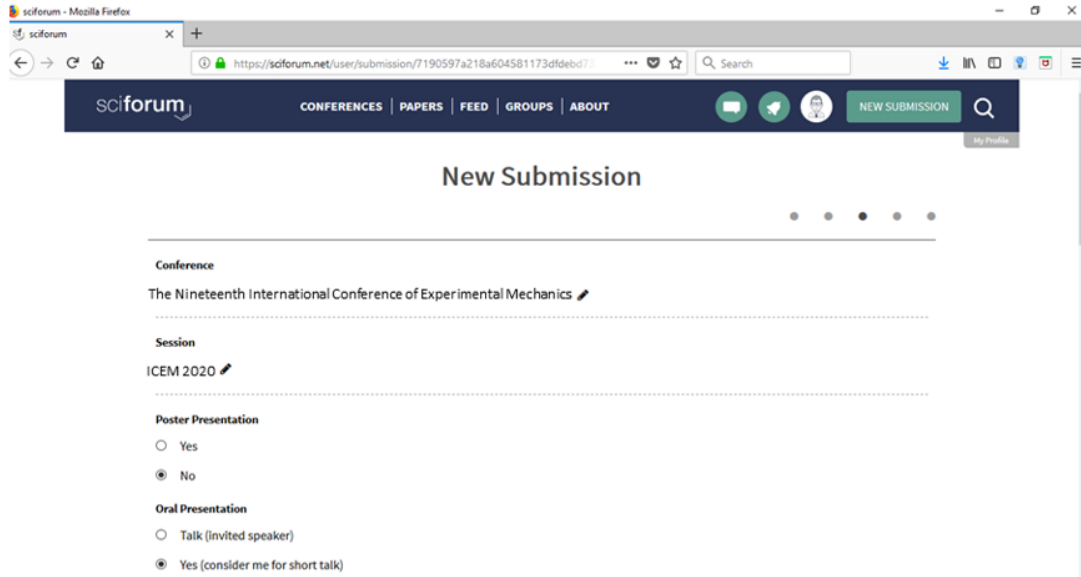 sciforum - Mozilla Firefox
sciforum
https://sciforum.net/user/submission/7190597a218a604581173dfdebd73
Search
sciforum
CONFERENCES | PAPERS | FEED | GROUPS | ABOUT
NEW SUBMISSION
My Profile
New Submission
Conference
The Nineteenth International Conference of Experimental Mechanics
Session
ICEM 2020
Poster Presentation
Yes
No
Oral Presentation
Talk (invited speaker)
Yes (consider me for short talk)